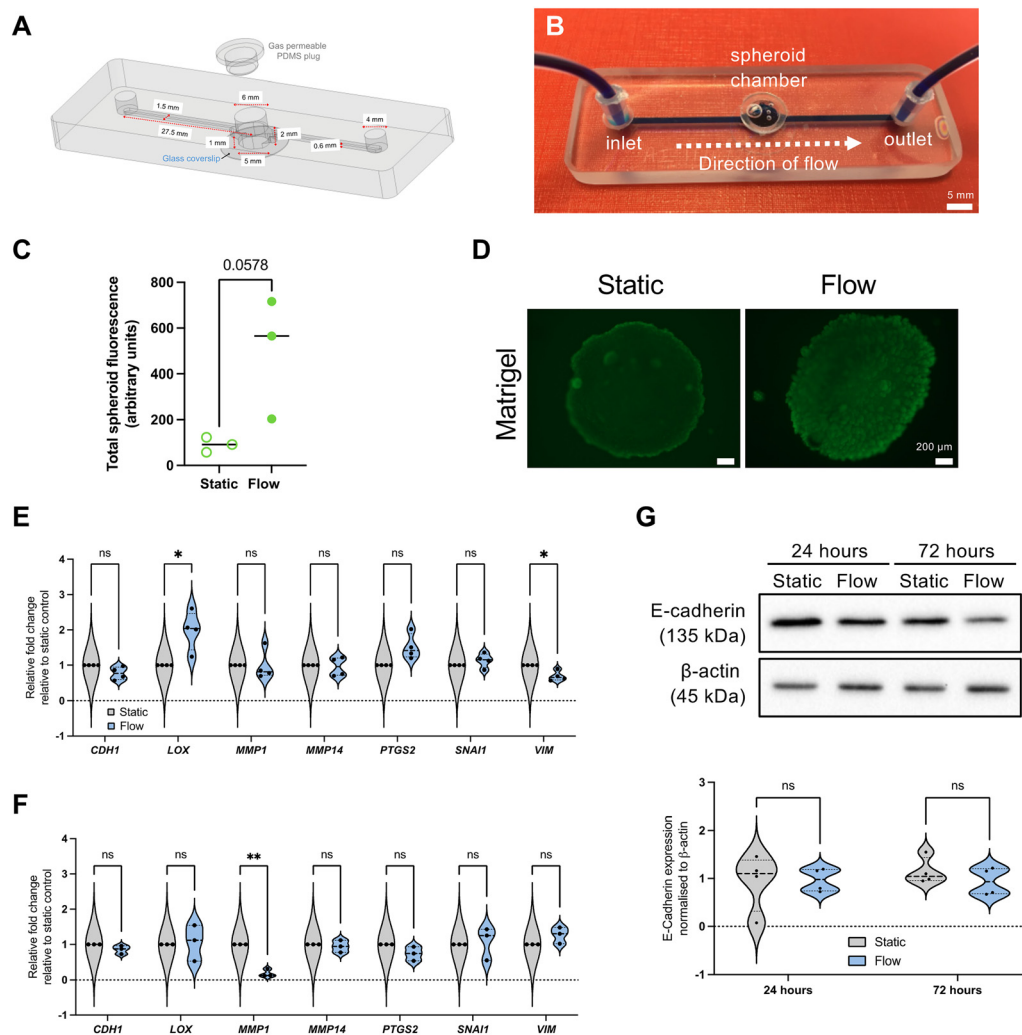 A
Gas permeable
PDMS plug
6 mm
1.5 mm
4 mm
27.5 mm
2 mm
1 mm
0.6 mm
Glass coverslip
5 mm
B
spheroid
chamber
inlet
outlet
Direction of flow
5 mm
C
0.0578
Total spheroid fluorescence
(arbitrary units)
800
600
400
200
0
Static Flow
D
Static Flow
Matrigel
200 µm
E
Relative fold change
relative to static control
4
3
2
1
0
-1
ns * ns ns ns ns *
Static
Flow
CDH1 LOX MMP1 MMP14 PTGS2 SNAI1 VIM
F
Relative fold change
relative to static control
4
3
2
1
0
-1
ns ns ** ns ns ns ns
Static
Flow
CDH1 LOX MMP1 MMP14 PTGS2 SNAI1 VIM
G
24 hours 72 hours
Static Flow Static Flow
E-cadherin
(135 kDa)
β-actin
(45 kDa)
E-Cadherin expression
normalised to β-actin
3
2
1
0
-1
ns ns
Static
Flow
24 hours 72 hours